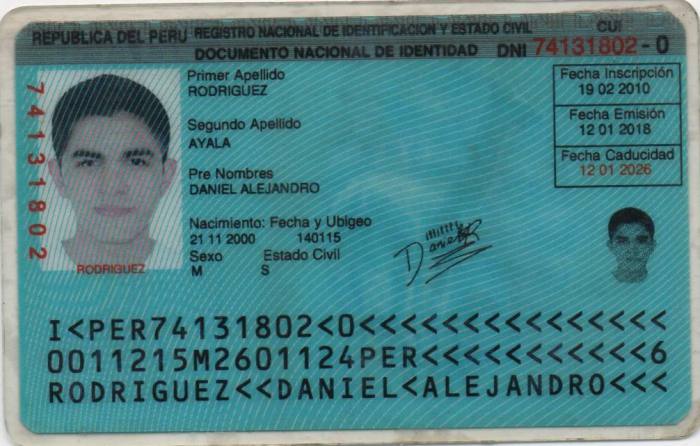 REPUBLICA DEL PERU REGISTRO NACIONAL DE IDENTIFICACION Y ESTADO CIVIL CUI
DOCUMENTO NACIONAL DE IDENTIDAD DNI 74131802 - 0
74131802
Primer Apellido
RODRIGUEZ
Segundo Apellido
AYALA
Pre Nombres
DANIEL ALEJANDRO
Nacimiento: Fecha y Ubigeo
21 11 2000 140115
Sexo Estado Civil
M S
RODRIGUEZ
Fecha Inscripción
19 02 2010
Fecha Emisión
12 01 2018
Fecha Caducidad
12 01 2026
I<PER74131802<0<<<<<<<<<<<<<<<
0011215M2601124PER<<<<<<<<<<<6
RODRIGUEZ<<DANIEL<ALEJANDRO<<<